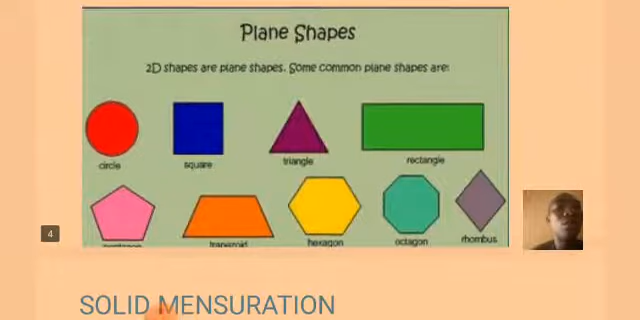 Plane Shapes
2D shapes are plane shapes. Some common plane shapes are:
circle
square
triangle
rectangle
hexagon
octagon
rhombus
4
SOLID MENSURATION